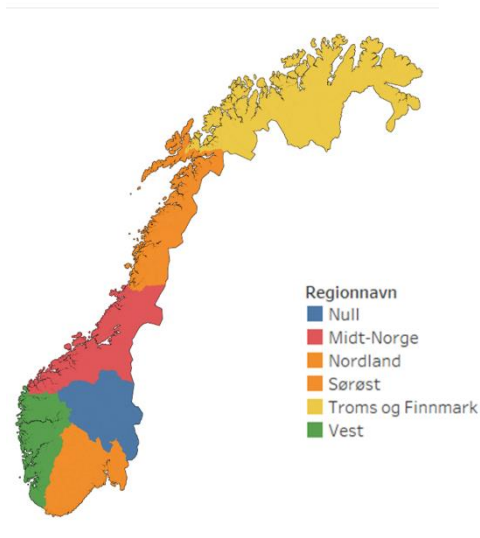 Regionnavn
Null
Midt-Norge
Nordland
Sørøst
Troms og Finnmark
Vest